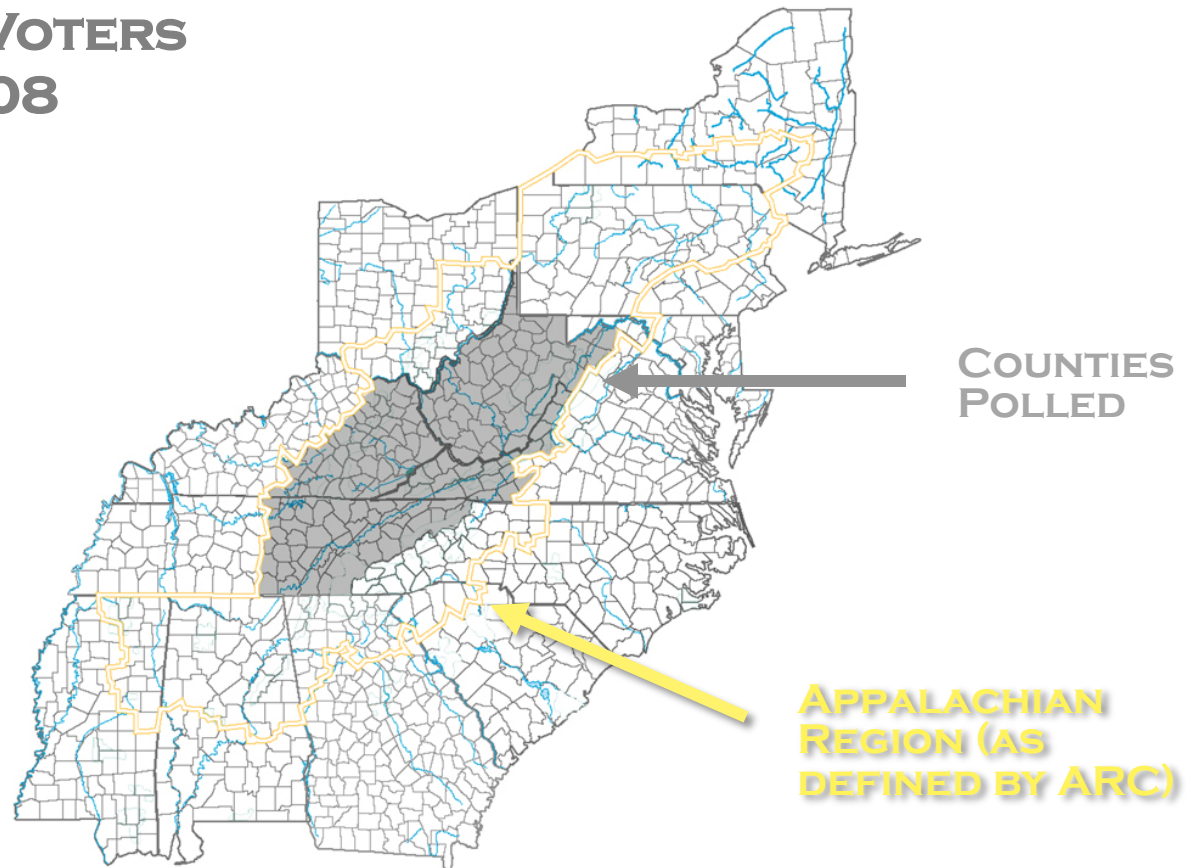 VOTERS
08
COUNTIES
POLLED
APPALACHIAN
REGION (AS
DEFINED BY ARC)